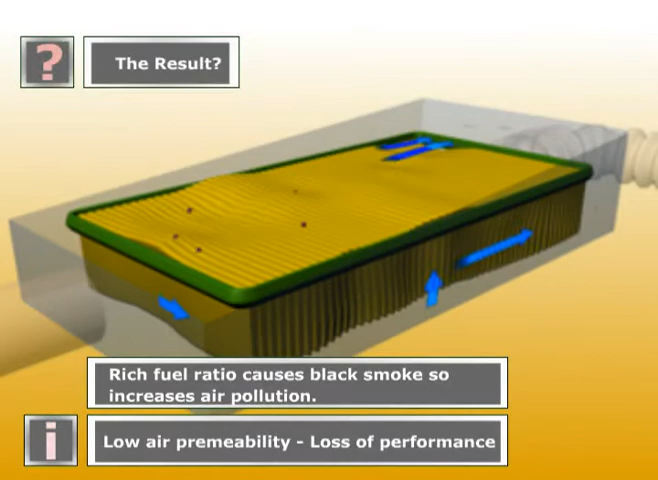 ?
The Result?
Rich fuel ratio causes black smoke so
increases air pollution.
i
Low air premeability - Loss of performance